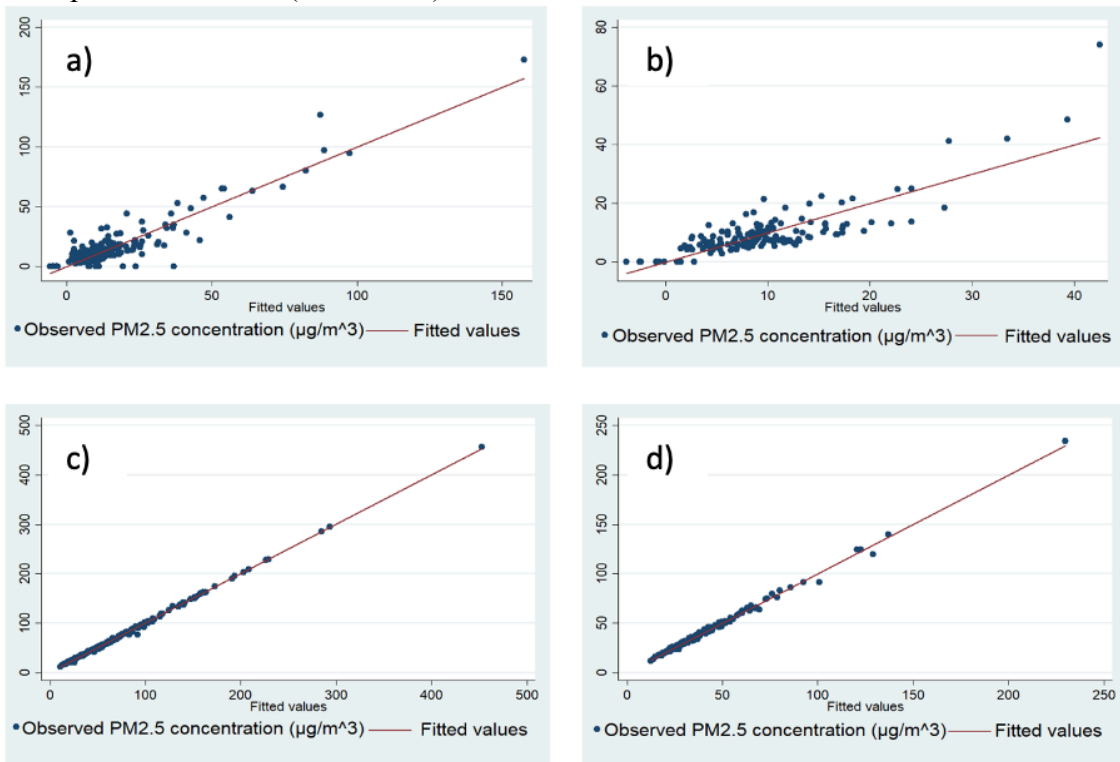 a)
200
150
100
50
0
0 50 100 150
Fitted values
Observed PM2.5 concentration (µg/m^3) Fitted values
b)
80
60
40
20
0
0 10 20 30 40
Fitted values
Observed PM2.5 concentration (µg/m^3) Fitted values
c)
500
400
300
200
100
0
0 100 200 300 400 500
Fitted values
Observed PM2.5 concentration (µg/m^3) Fitted values
d)
250
200
150
100
50
0
0 50 100 150 200 250
Fitted values
Observed PM2.5 concentration (µg/m^3) Fitted values